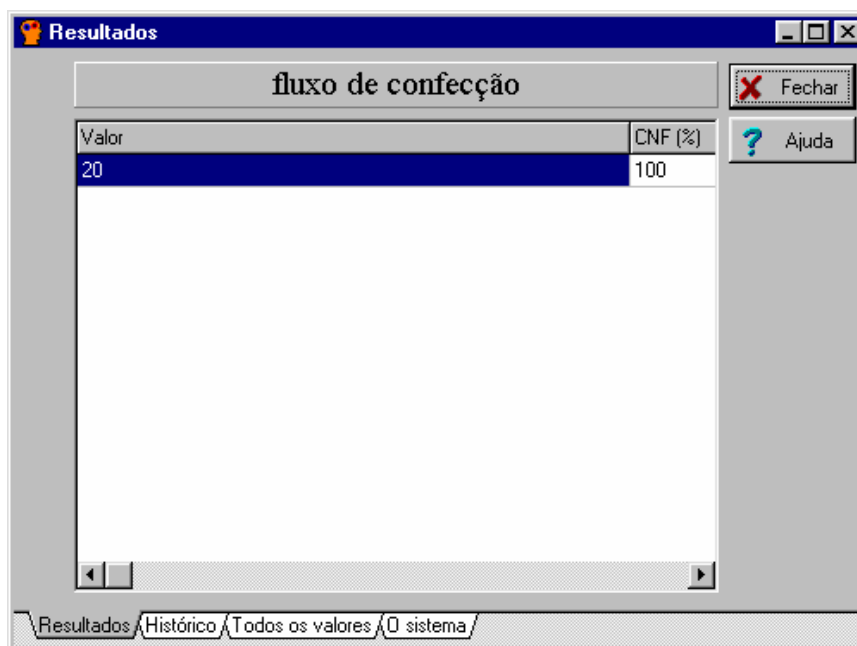 Resultados
fluxo de confecção
Fechar
Ajuda
Valor CNF (%)
20 100
Resultados Histórico Todos os valores O sistema